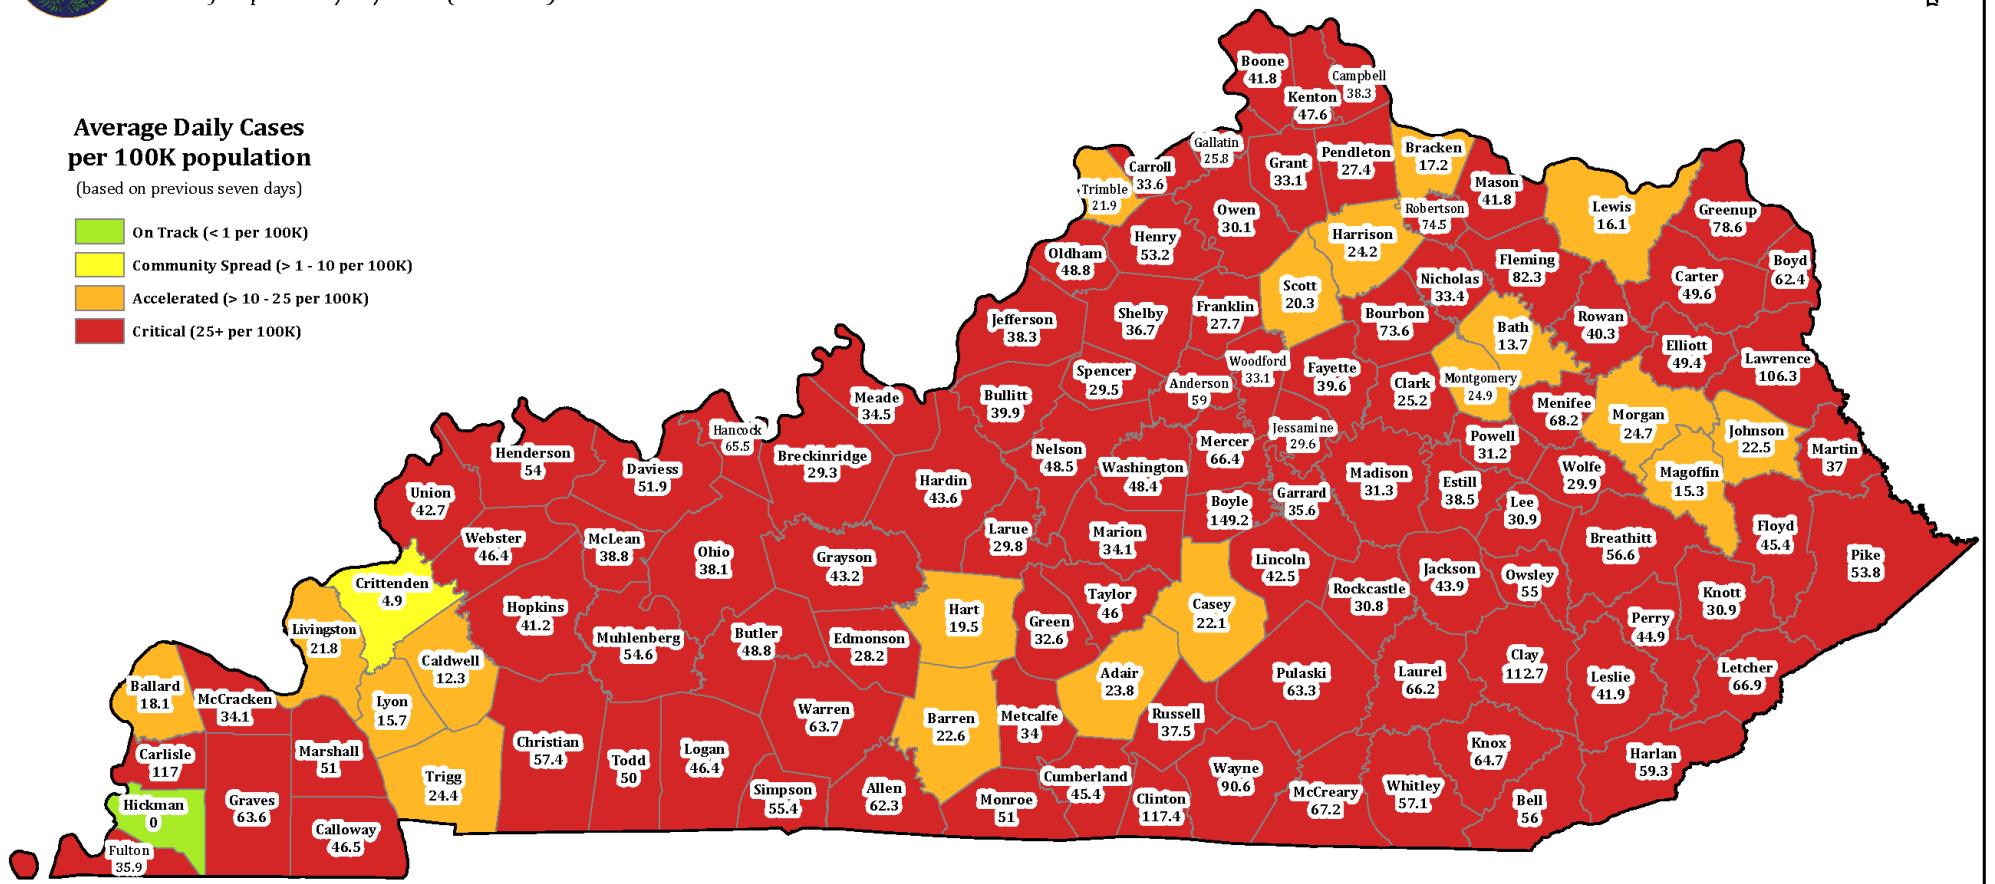 Average Daily Cases
per 100K population
(based on previous seven days)
On Track (< 1 per 100K)
Community Spread (> 1 - 10 per 100K)
Accelerated (> 10 - 25 per 100K)
Critical (25+ per 100K)
Boone
41.8
Campbell
38.3
Kenton
47.6
Gallatin
25.8
Carroll
33.6
Trimble
21.9
Grant
33.1
Pendleton
27.4
Bracken
17.2
Mason
41.8
Robertson
74.5
Lewis
16.1
Greenup
78.6
Boyd
62.4
Carter
49.6
Owen
30.1
Henry
53.2
Oldham
48.8
Harrison
24.2
Scott
20.3
Nicholas
33.4
Fleming
82.3
Rowan
40.3
Elliott
49.4
Lawrence
106.3
Jefferson
38.3
Shelby
36.7
Franklin
27.7
Bourbon
73.6
Bath
13.7
Montgomery
24.9
Woodford
33.1
Fayette
39.6
Clark
25.2
Menifee
68.2
Morgan
24.7
Johnson
22.5
Martin
37
Magoffin
15.3
Spencer
29.5
Anderson
59
Bullitt
39.9
Meade
34.5
Hancock
65.5
Breckinridge
29.3
Henderson
54
Daviess
51.9
Union
42.7
Webster
46.4
McLean
38.8
Ohio
38.1
Grayson
43.2
Hardin
43.6
Nelson
48.5
Washington
48.4
Mercer
66.4
Jessamine
29.6
Madison
31.3
Powell
31.2
Estill
38.5
Wolfe
29.9
Lee
30.9
Garrard
35.6
Boyle
149.2
Larue
29.8
Marion
34.1
Lincoln
42.5
Rockcastle
30.8
Jackson
43.9
Owsley
55
Breathitt
56.6
Floyd
45.4
Pike
53.8
Knott
30.9
Perry
44.9
Letcher
66.9
Leslie
41.9
Clay
112.7
Laurel
66.2
Pulaski
63.3
Casey
22.1
Taylor
46
Green
32.6
Hart
19.5
Adair
23.8
Edmonson
28.2
Butler
48.8
Muhlenberg
54.6
Hopkins
41.2
Crittenden
4.9
Livingston
21.8
Caldwell
12.3
Lyon
15.7
Ballard
18.1
McCracken
34.1
Carlisle
117
Marshall
51
Hickman
0
Graves
63.6
Calloway
46.5
Fulton
35.9
Trigg
24.4
Christian
57.4
Todd
50
Logan
46.4
Warren
63.7
Simpson
55.4
Allen
62.3
Barren
22.6
Metcalfe
34
Monroe
51
Cumberland
45.4
Russell
37.5
Clinton
117.4
Wayne
90.6
McCreary
67.2
Whitley
57.1
Knox
64.7
Bell
56
Harlan
59.3